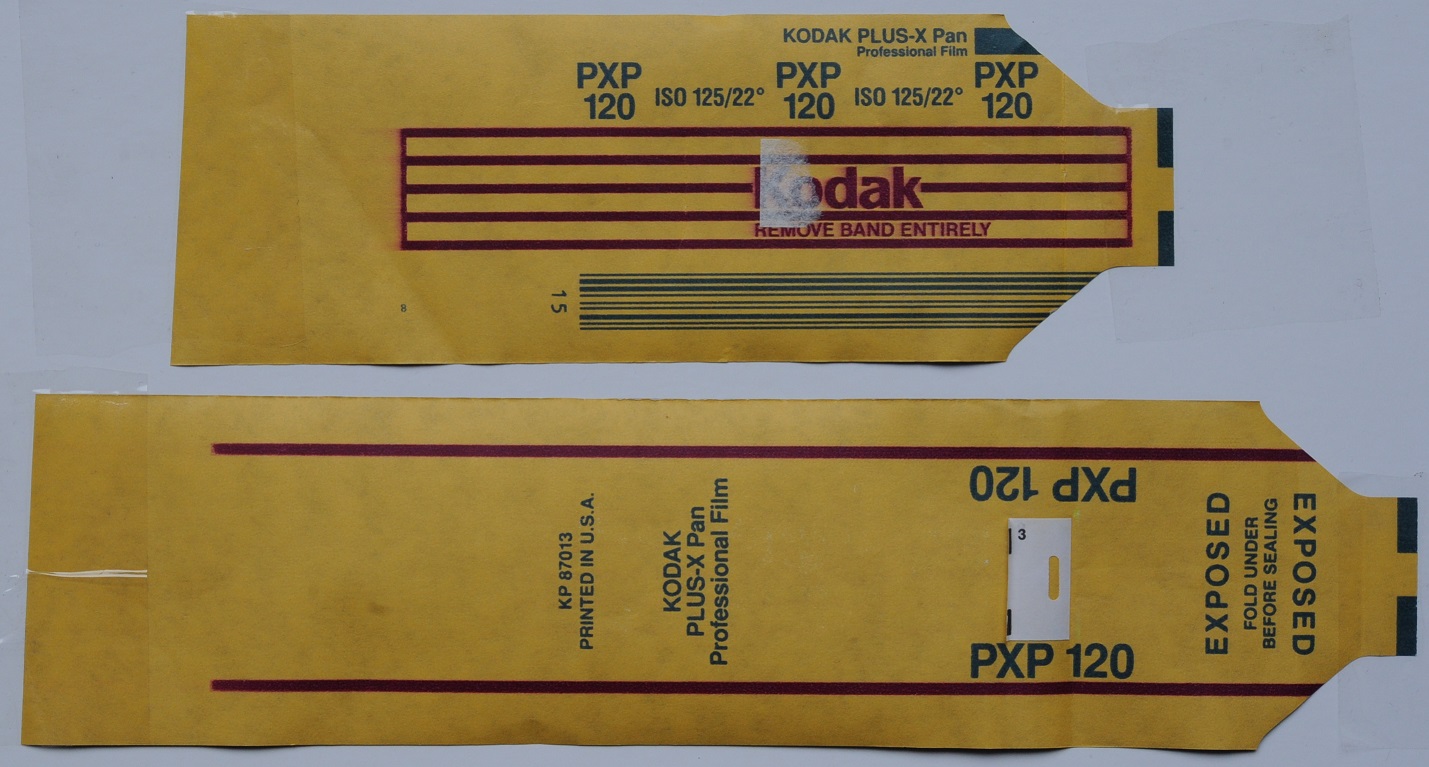 KODAK PLUS-X Pan
Professional Film
PXP 120 ISO 125/22° PXP 120 ISO 125/22° PXP 120
Kodak
REMOVE BAND ENTIRELY
15
8
PXP 120
3
PXP 120
KP 87013
PRINTED IN U.S.A.
KODAK
PLUS-X Pan
Professional Film
EXPOSED
FOLD UNDER
BEFORE SEALING
EXPOSED